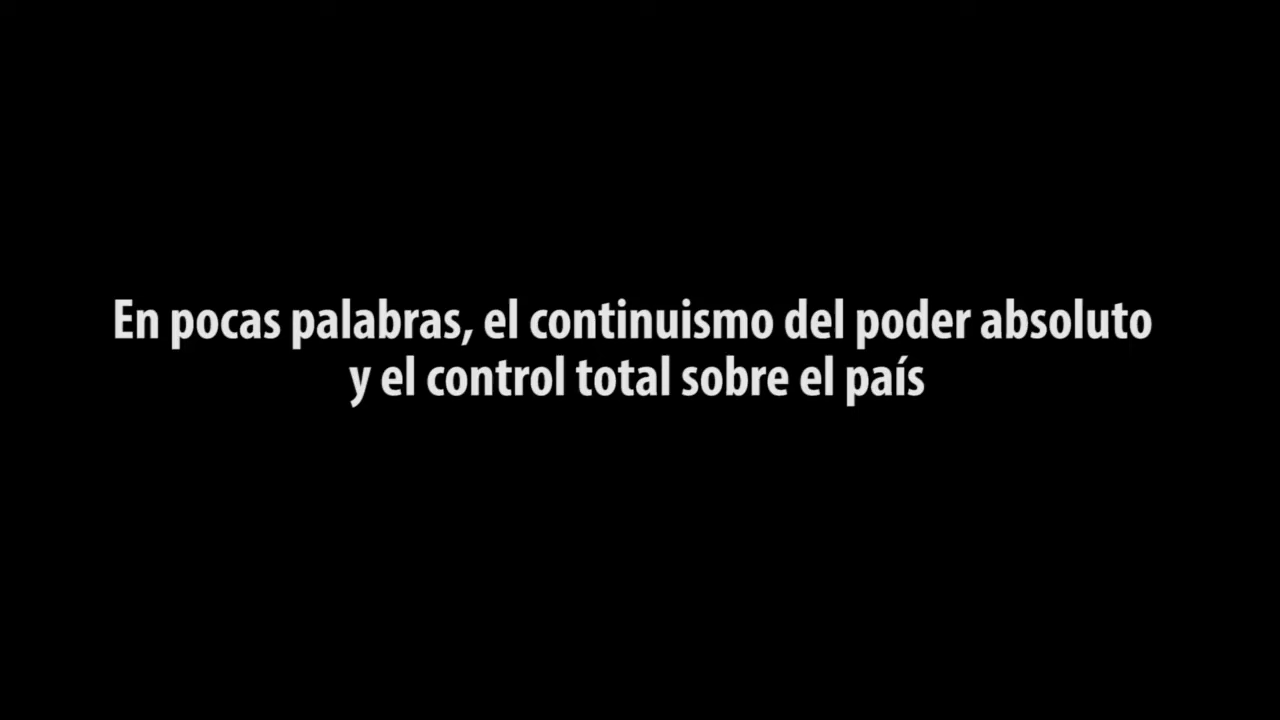 En pocas palabras, el continuismo del poder absoluto
y el control total sobre el país